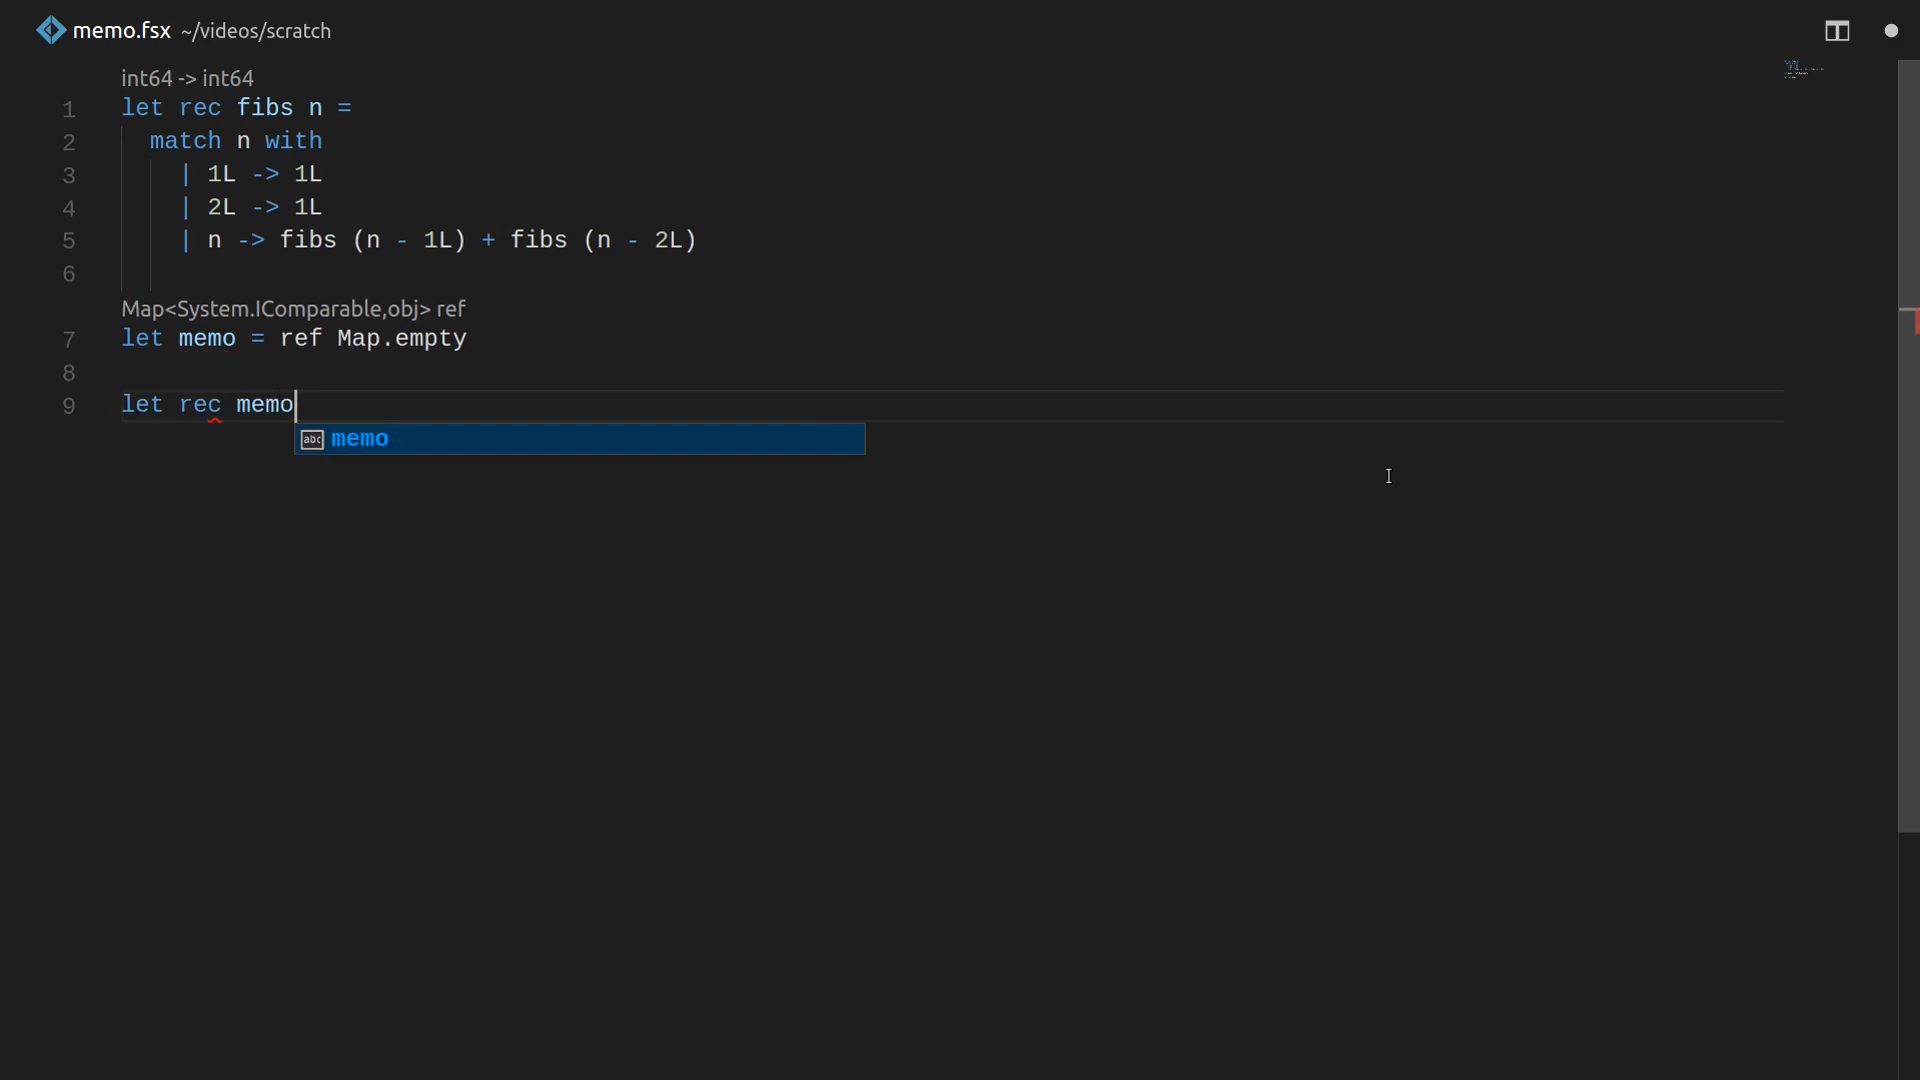 memo.fsx ~/videos/scratch
int64 -> int64
1 let rec fibs n =
2 match n with
3 | 1L -> 1L
4 | 2L -> 1L
5 | n -> fibs (n - 1L) + fibs (n - 2L)
6
Map<System.IComparable,obj> ref
7 let memo = ref Map.empty
8
9 let rec memo
abc memo